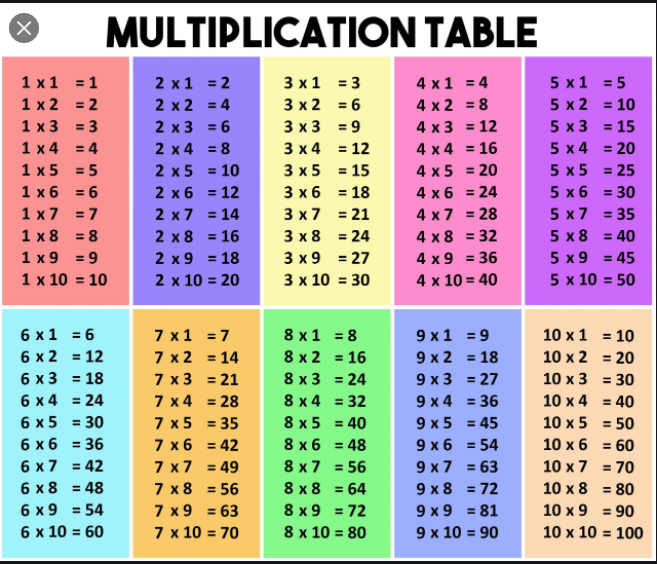 MULTIPLICATION TABLE
1 x 1 = 1
1 x 2 = 2
1 x 3 = 3
1 x 4 = 4
1 x 5 = 5
1 x 6 = 6
1 x 7 = 7
1 x 8 = 8
1 x 9 = 9
1 x 10 = 10
2 x 1 = 2
2 x 2 = 4
2 x 3 = 6
2 x 4 = 8
2 x 5 = 10
2 x 6 = 12
2 x 7 = 14
2 x 8 = 16
2 x 9 = 18
2 x 10 = 20
3 x 1 = 3
3 x 2 = 6
3 x 3 = 9
3 x 4 = 12
3 x 5 = 15
3 x 6 = 18
3 x 7 = 21
3 x 8 = 24
3 x 9 = 27
3 x 10 = 30
4 x 1 = 4
4 x 2 = 8
4 x 3 = 12
4 x 4 = 16
4 x 5 = 20
4 x 6 = 24
4 x 7 = 28
4 x 8 = 32
4 x 9 = 36
4 x 10 = 40
5 x 1 = 5
5 x 2 = 10
5 x 3 = 15
5 x 4 = 20
5 x 5 = 25
5 x 6 = 30
5 x 7 = 35
5 x 8 = 40
5 x 9 = 45
5 x 10 = 50
6 x 1 = 6
6 x 2 = 12
6 x 3 = 18
6 x 4 = 24
6 x 5 = 30
6 x 6 = 36
6 x 7 = 42
6 x 8 = 48
6 x 9 = 54
6 x 10 = 60
7 x 1 = 7
7 x 2 = 14
7 x 3 = 21
7 x 4 = 28
7 x 5 = 35
7 x 6 = 42
7 x 7 = 49
7 x 8 = 56
7 x 9 = 63
7 x 10 = 70
8 x 1 = 8
8 x 2 = 16
8 x 3 = 24
8 x 4 = 32
8 x 5 = 40
8 x 6 = 48
8 x 7 = 56
8 x 8 = 64
8 x 9 = 72
8 x 10 = 80
9 x 1 = 9
9 x 2 = 18
9 x 3 = 27
9 x 4 = 36
9 x 5 = 45
9 x 6 = 54
9 x 7 = 63
9 x 8 = 72
9 x 9 = 81
9 x 10 = 90
10 x 1 = 10
10 x 2 = 20
10 x 3 = 30
10 x 4 = 40
10 x 5 = 50
10 x 6 = 60
10 x 7 = 70
10 x 8 = 80
10 x 9 = 90
10 x 10 = 100